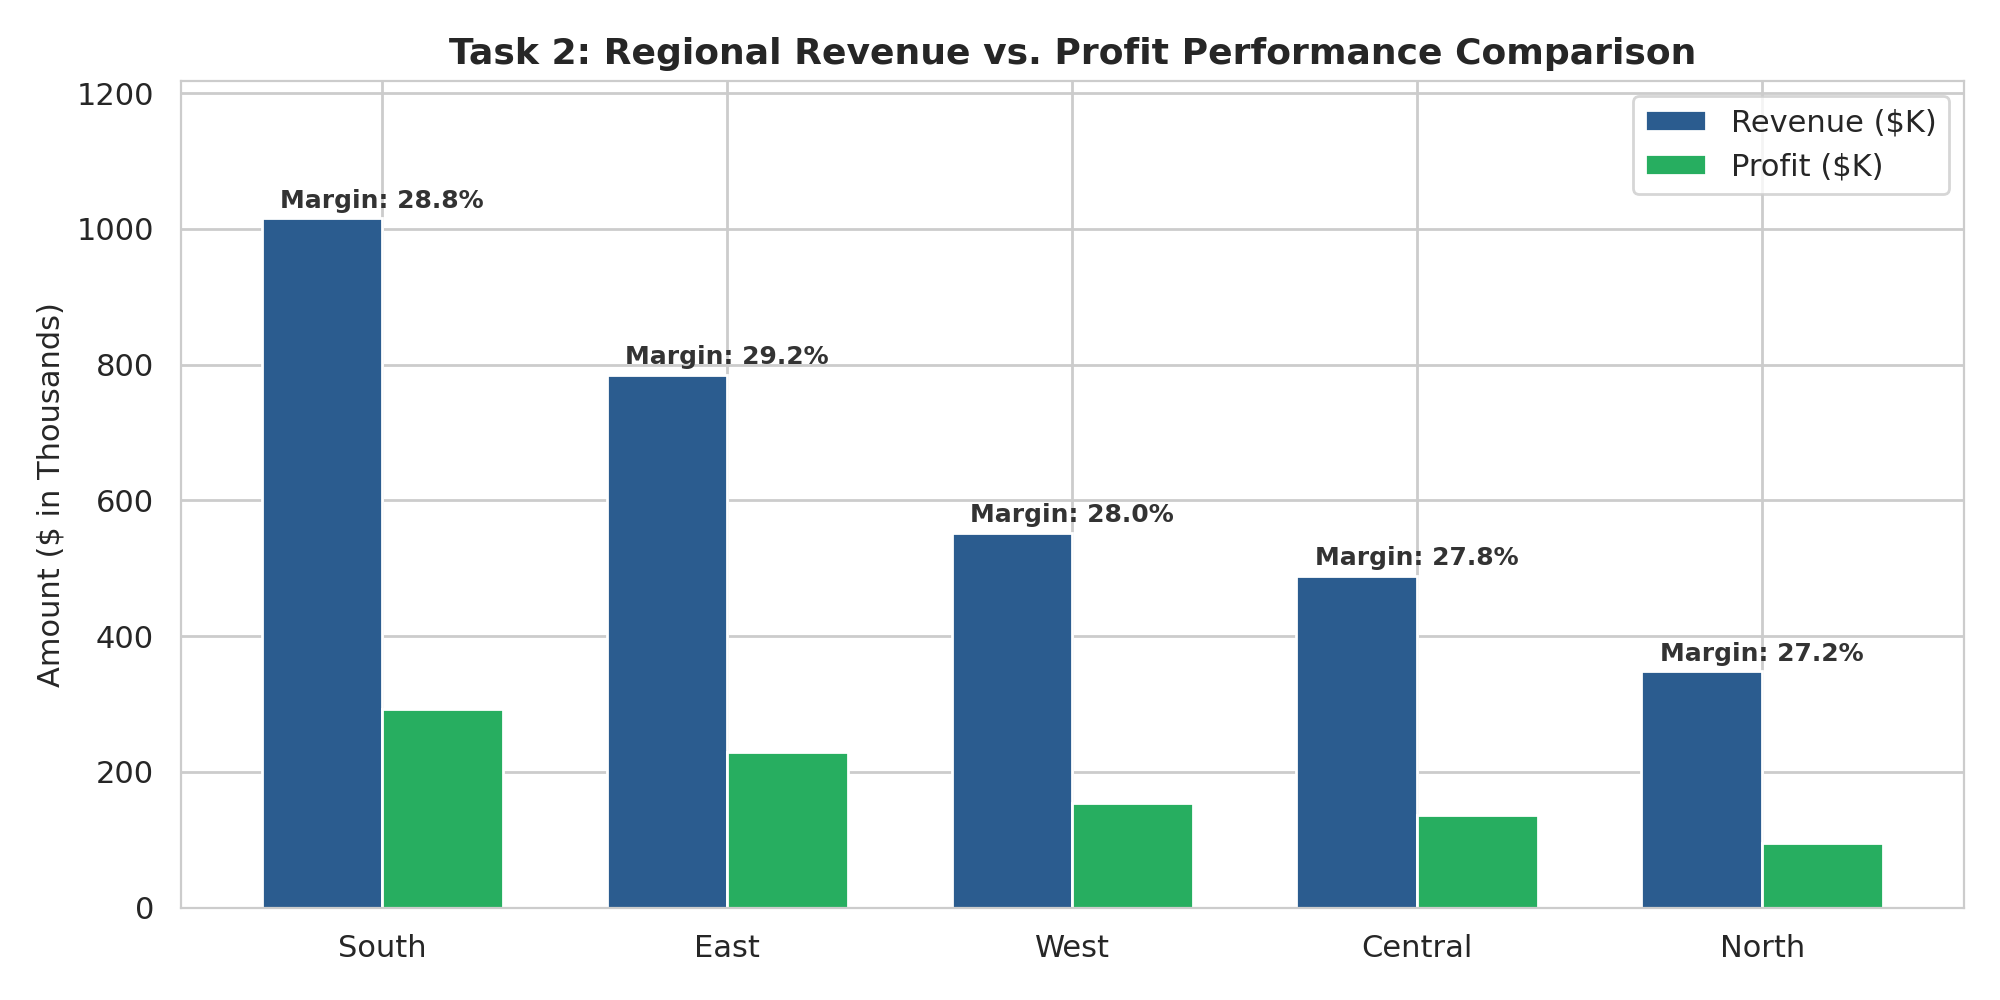 Task 2: Regional Revenue vs. Profit Performance Comparison
Revenue ($K)
Profit ($K)
Amount ($ in Thousands)
1200
1000
800
600
400
200
0
Margin: 28.8%
Margin: 29.2%
Margin: 28.0%
Margin: 27.8%
Margin: 27.2%
South
East
West
Central
North